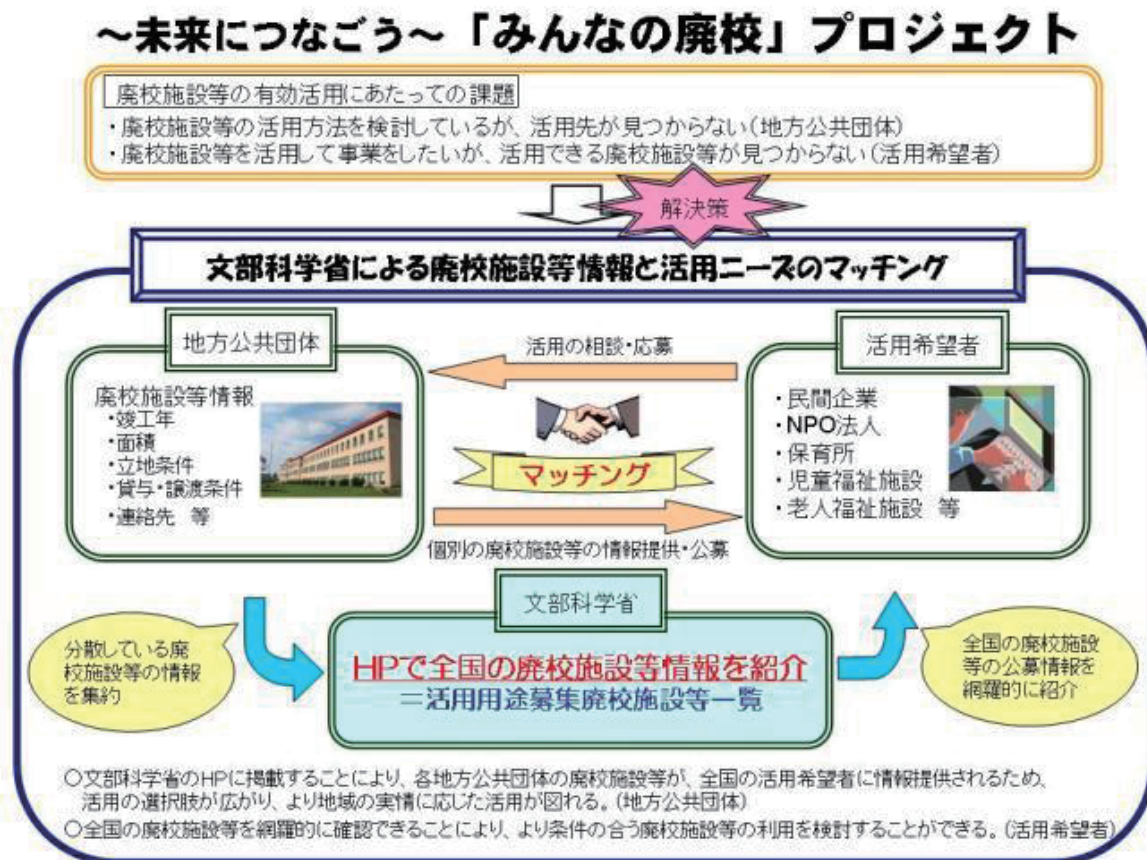 ～未来につなごう～「みんなの廃校」プロジェクト
廃校施設等の有効活用にあたっての課題
・廃校施設等の活用方法を検討しているが、活用先が見つからない(地方公共団体)
・廃校施設等を活用して事業をしたいが、活用できる廃校施設等が見つからない(活用希望者)
解決策
文部科学省による廃校施設等情報と活用ニーズのマッチング
地方公共団体
廃校施設等情報
・竣工年
・面積
・立地条件
・貸与・譲渡条件
・連絡先 等
活用の相談・応募
マッチング
個別の廃校施設等の情報提供・公募
活用希望者
・民間企業
・NPO法人
・保育所
・児童福祉施設
・老人福祉施設 等
分散している廃
校施設等の情報
を集約
文部科学省
HPで全国の廃校施設等情報を紹介
＝活用用途募集廃校施設等一覧
全国の廃校施設
等の公募情報を
網羅的に紹介
○文部科学省のHPに掲載することにより、各地方公共団体の廃校施設等が、全国の活用希望者に情報提供されるため、
活用の選択肢が広がり、より地域の実情に応じた活用が図れる。(地方公共団体)
○全国の廃校施設等を網羅的に確認できることにより、より条件の合う廃校施設等の利用を検討することができる。(活用希望者)